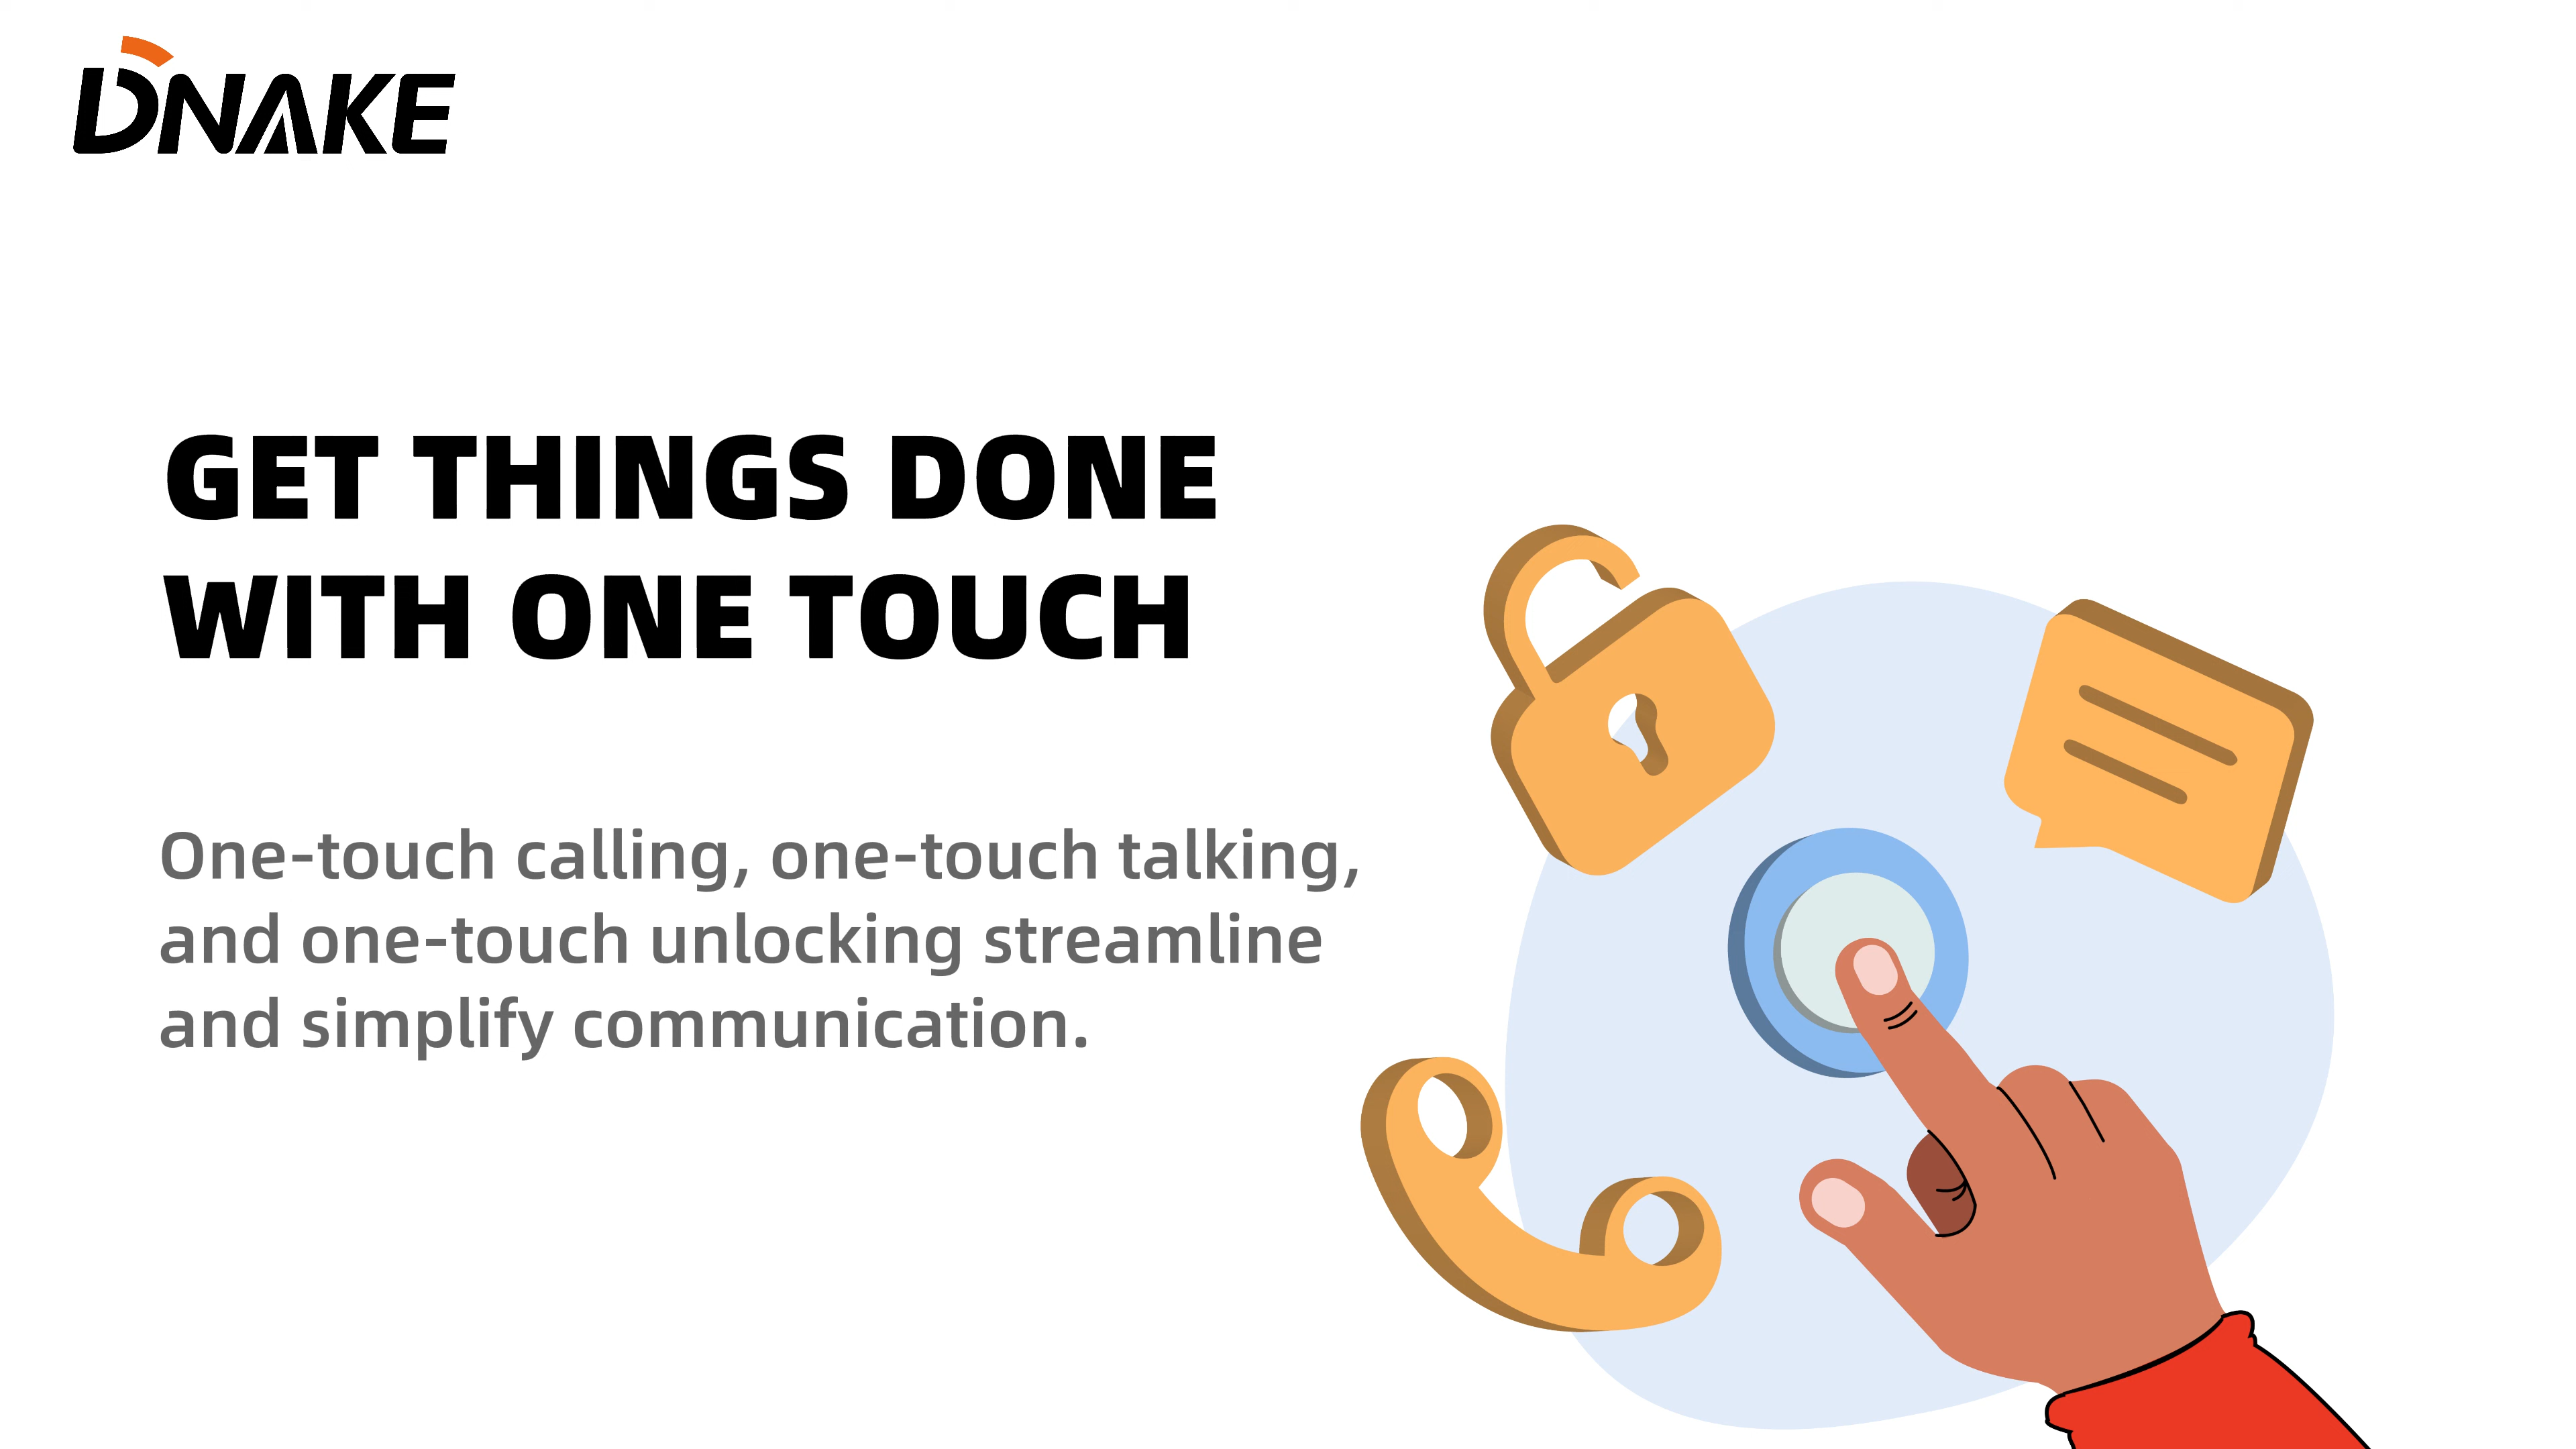 DNAKE
GET THINGS DONE
WITH ONE TOUCH
One-touch calling, one-touch talking,
and one-touch unlocking streamline
and simplify communication.